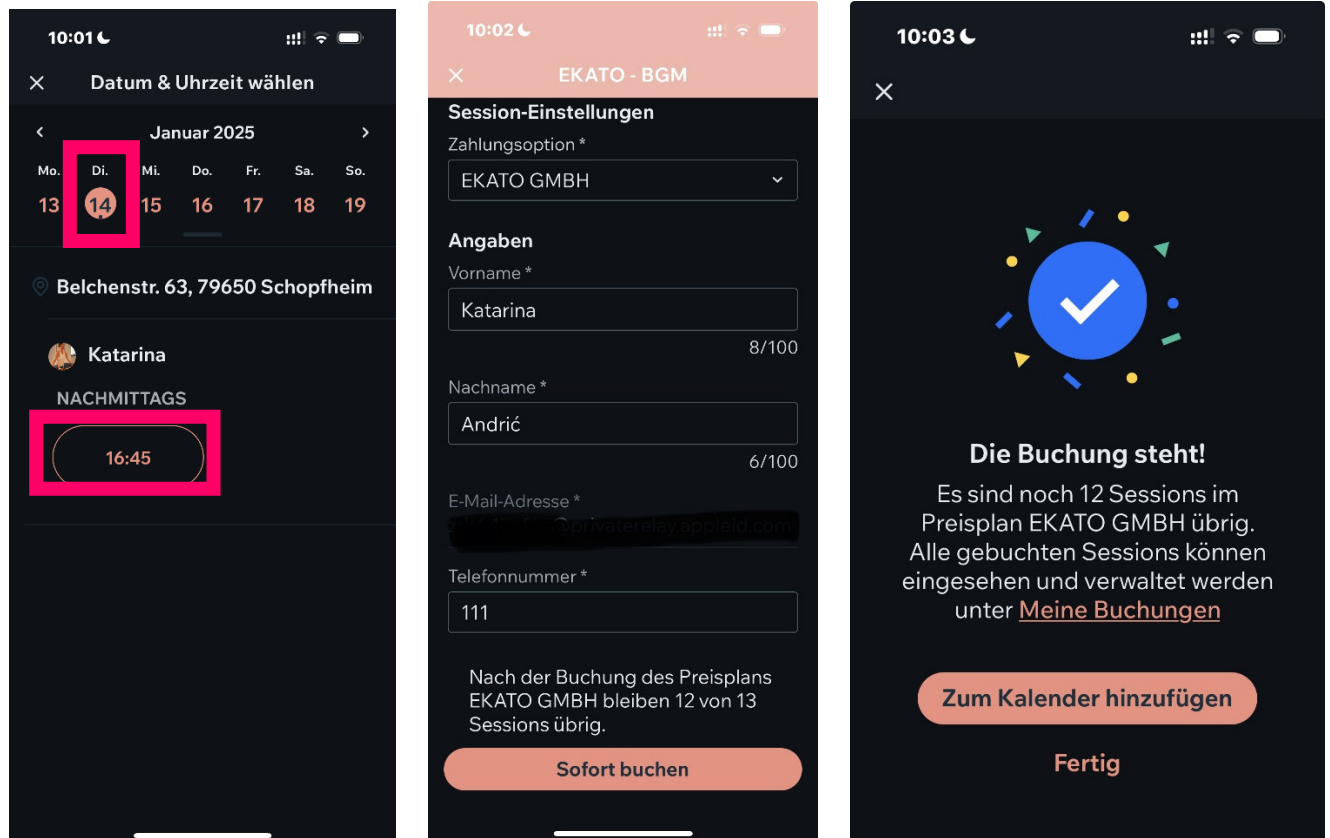 10:01
Datum & Uhrzeit wählen
Januar 2025
Mo. Di. Mi. Do. Fr. Sa. So.
13 14 15 16 17 18 19
Belchenstr. 63, 79650 Schopfheim
Katarina
NACHMITTAGS
16:45
10:02
EKATO - BGM
Session-Einstellungen
Zahlungsoption *
EKATO GMBH
Angaben
Vorname *
Katarina
8/100
Nachname *
Andrić
6/100
E-Mail-Adresse *
@privaterelay.appleid.com
Telefonnummer *
111
Nach der Buchung des Preisplans
EKATO GMBH bleiben 12 von 13
Sessions übrig.
Sofort buchen
10:03
Die Buchung steht!
Es sind noch 12 Sessions im
Preisplan EKATO GMBH übrig.
Alle gebuchten Sessions können
eingesehen und verwaltet werden
unter Meine Buchungen
Zum Kalender hinzufügen
Fertig